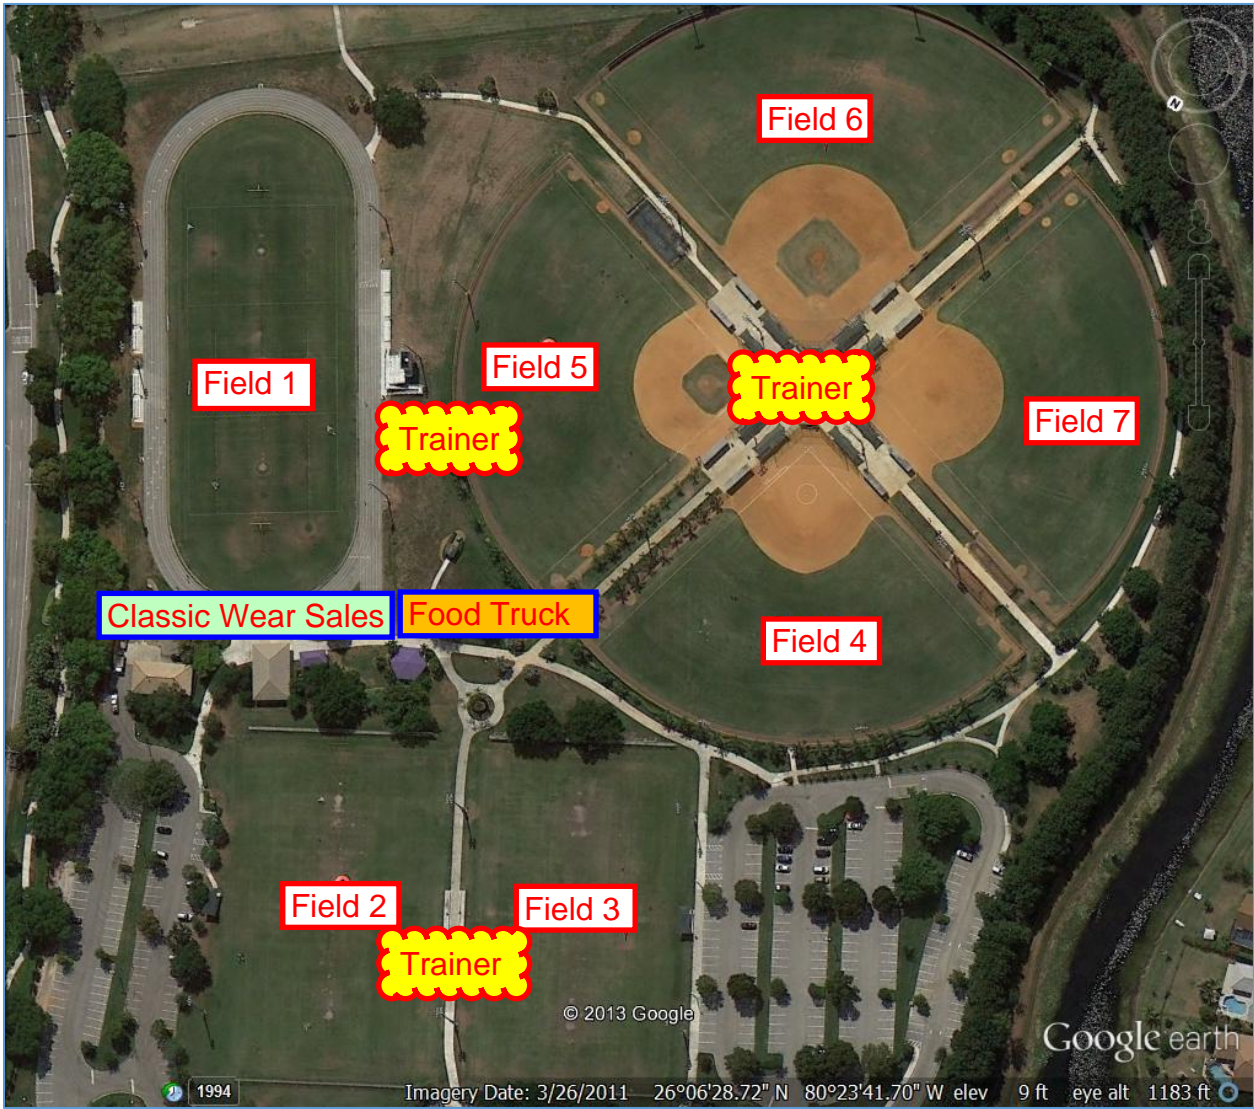 N
Field 6
Field 5
Field 1
Trainer
Field 7
Trainer
Classic Wear Sales
Food Truck
Field 4
Field 2
Field 3
Trainer
© 2013 Google
Google earth
1994
Imagery Date: 3/26/2011 26°06'28.72" N 80°23'41.70" W elev 9 ft eye alt 1183 ft